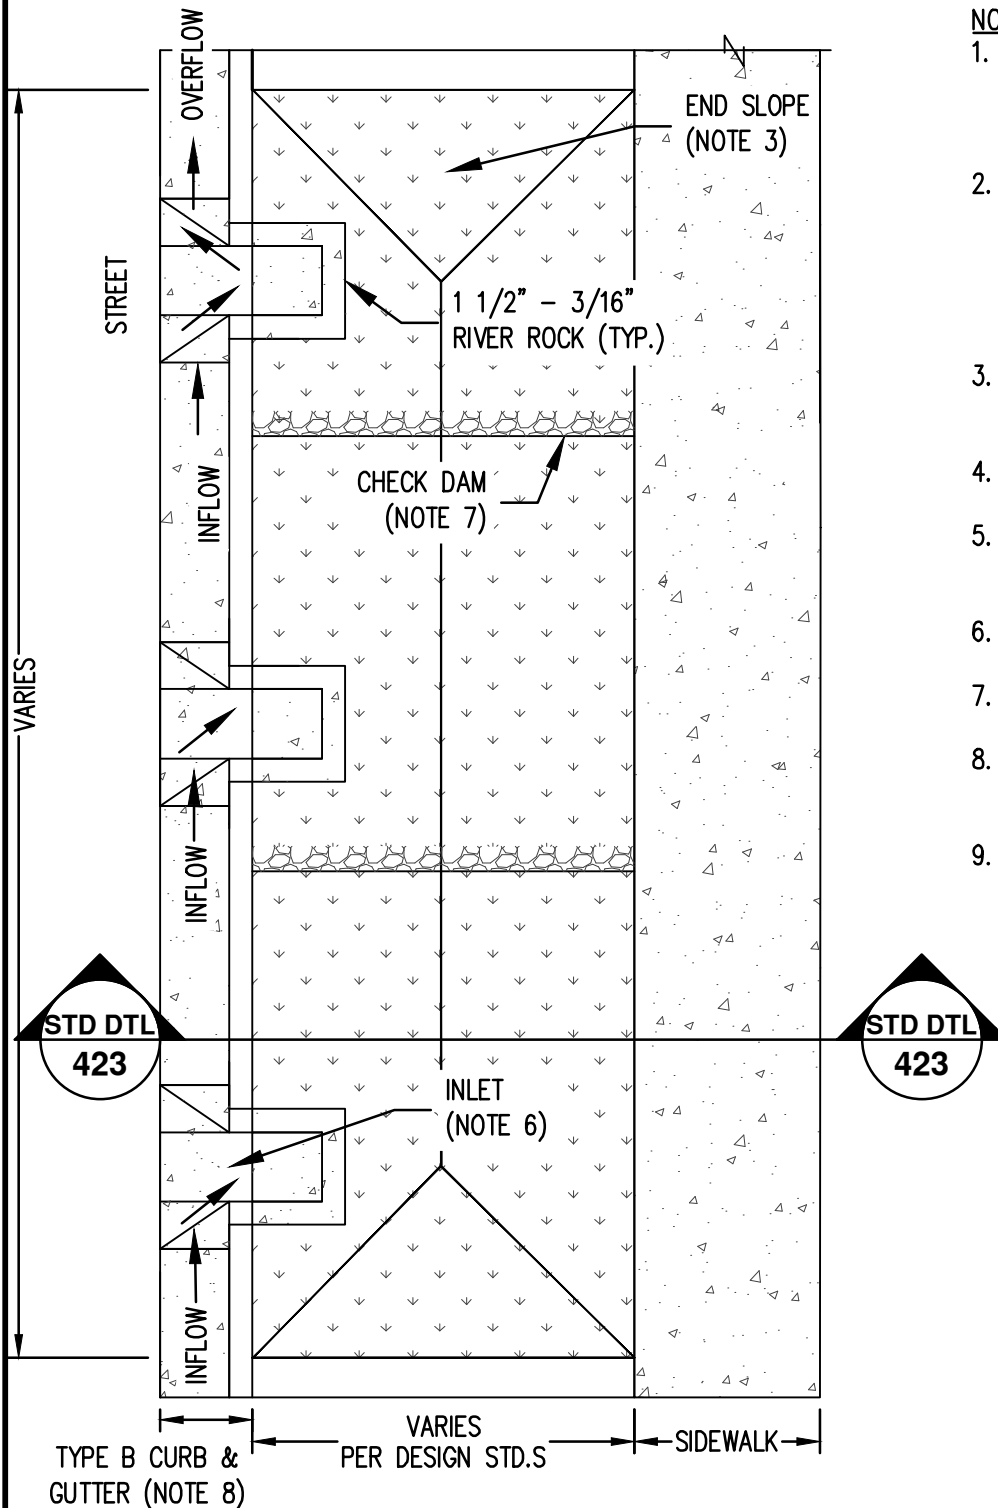 NO
1.
OVERFLOW
END SLOPE
(NOTE 3)
2.
STREET
1 1/2” – 3/16”
RIVER ROCK (TYP.)
3.
INFLOW
CHECK DAM
(NOTE 7)
4.
5.
6.
VARIES
7.
8.
INFLOW
9.
STD DTL
423
STD DTL
423
INLET
(NOTE 6)
INFLOW
VARIES
PER DESIGN STD.S
SIDEWALK
TYPE B CURB &
GUTTER (NOTE 8)